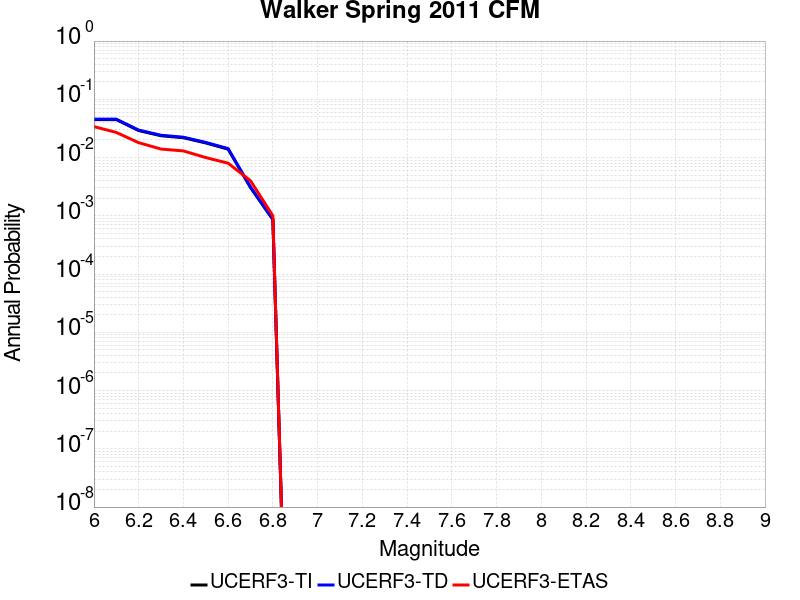 Walker Spring 2011 CFM
10^0
10^-1
10^-2
10^-3
10^-4
10^-5
10^-6
10^-7
10^-8
Annual Probability
6 6.2 6.4 6.6 6.8 7 7.2 7.4 7.6 7.8 8 8.2 8.4 8.6 8.8 9
Magnitude
UCERF3-TI UCERF3-TD UCERF3-ETAS